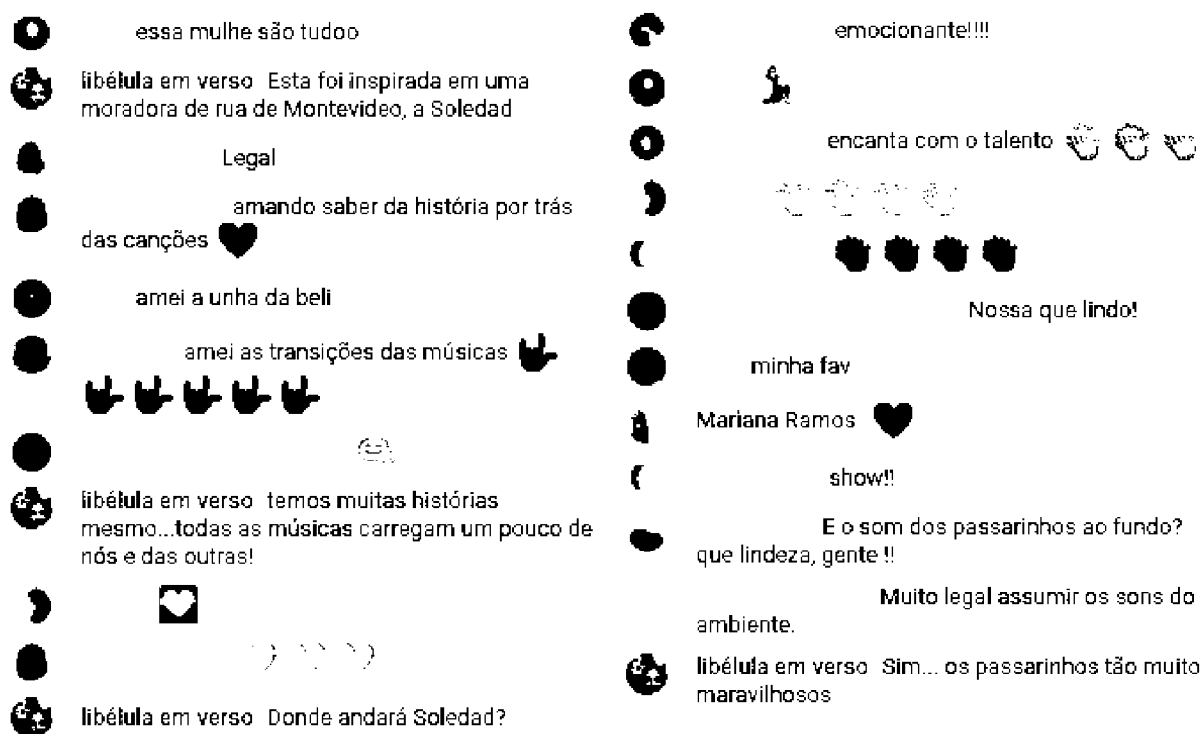 essa mulhe são tudoo
libélula em verso Esta foi inspirada em uma
moradora de rua de Montevideo, a Soledad
Legal
amando saber da história por trás
das canções
amei a unha da beli
amei as transições das músicas
libélula em verso temos muitas histórias
mesmo...todas as músicas carregam um pouco de
nós e das outras!
libélula em verso Donde andará Soledad?
emocionante!!!!
encanta com o talento
Nossa que lindo!
minha fav
Mariana Ramos
show!!
E o som dos passarinhos ao fundo?
que lindeza, gente !!
Muito legal assumir os sons do
ambiente.
libélula em verso Sim... os passarinhos tão muito
maravilhosos